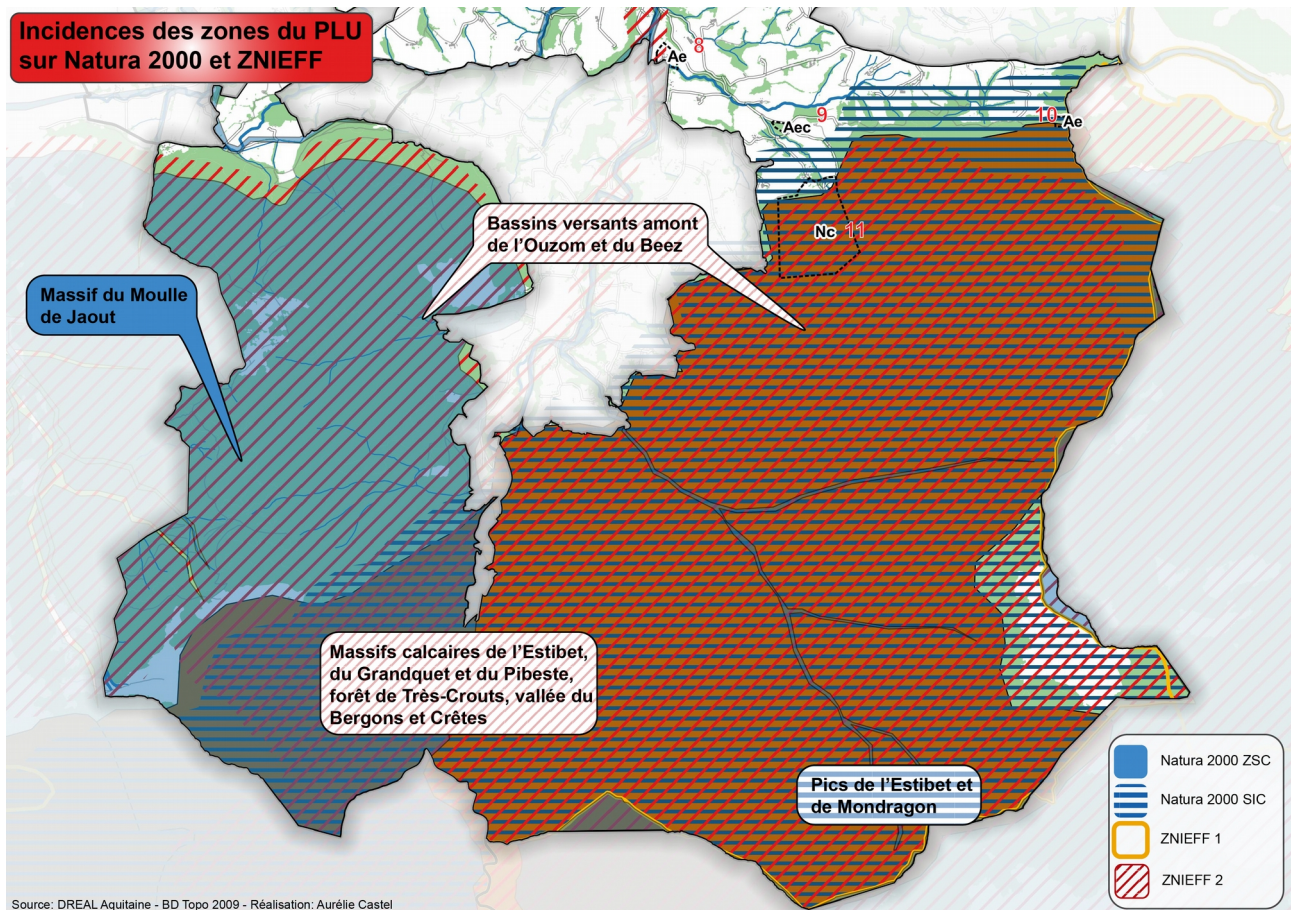 Incidences des zones du PLU
sur Natura 2000 et ZNIEFF
8
Ae
9
Aec
10
Ae
Bassins versants amont
de l'Ouzom et du Beez
Nc
11
Massif du Moulle
de Jaout
Massifs calcaires de l'Estibet,
du Grandquet et du Pibeste,
forêt de Très-Crouts, vallée du
Bergons et Crêtes
Pics de l'Estibet et
de Mondragon
Natura 2000 ZSC
Natura 2000 SIC
ZNIEFF 1
ZNIEFF 2
Source: DREAL Aquitaine - BD Topo 2009 - Réalisation: Aurélie Castel